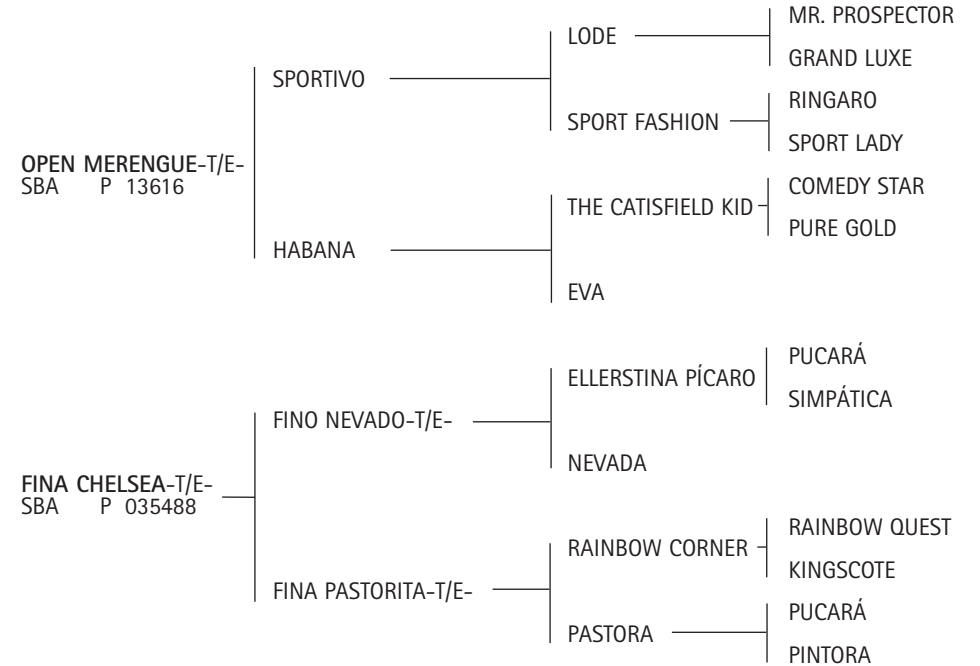 MR. PROSPECTOR
LODE
GRAND LUXE
SPORTIVO
RINGARO
SPORT FASHION
SPORT LADY
OPEN MERENGUE-T/E-
SBA P 13616
COMEDY STAR
THE CATISFIELD KID
PURE GOLD
HABANA
EVA
PUCARÁ
ELLERSTINA PÍCARO
SIMPÁTICA
FINO NEVADO-T/E-
NEVADA
FINA CHELSEA-T/E-
SBA P 035488
RAINBOW QUEST
RAINBOW CORNER
KINGSCOTE
FINA PASTORITA-T/E-
PUCARÁ
PASTORA
PINTORA